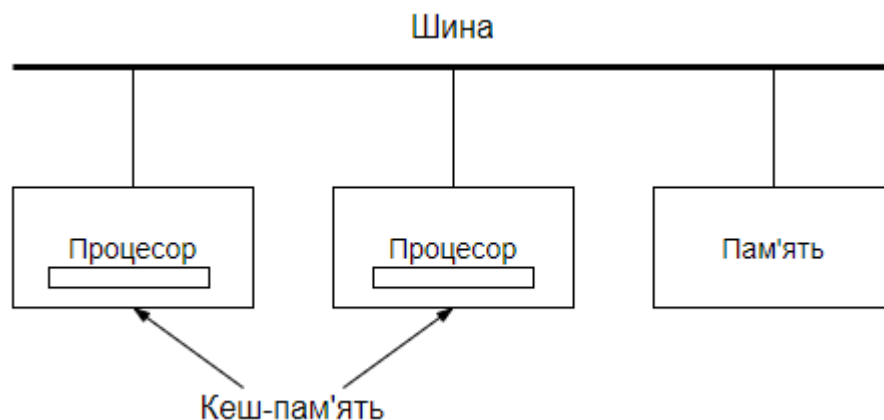 Шина
Процесор
Процесор
Пам'ять
Кеш-пам'ять